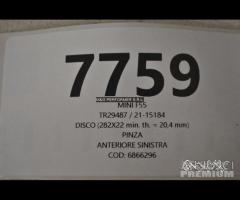 7759
D&G PERFORMER S.R.L.
MINI F55
TR29487 / 21-15184
DISCO (282X22 min. th. = 20,4 mm)
PINZA
ANTERIORE SINISTRA
COD: 6866296
PREMIUM